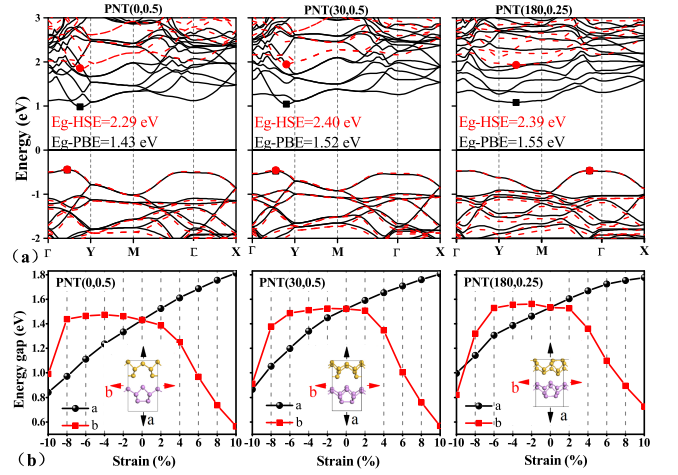 (a)
PNT(0,0.5) PNT(30,0.5) PNT(180,0.25)
Energy (eV)
3
2
1
0
-1
-2
Eg-HSE=2.29 eV
Eg-PBE=1.43 eV
Eg-HSE=2.40 eV
Eg-PBE=1.52 eV
Eg-HSE=2.39 eV
Eg-PBE=1.55 eV
Γ Y M Γ X
Γ Y M Γ X
Γ Y M Γ X
(b)
Energy gap (eV)
1.8
1.6
1.4
1.2
1.0
0.8
0.6
PNT(0,0.5)
b
a
a
b
PNT(30,0.5)
b
a
a
b
PNT(180,0.25)
b
a
a
b
-10 -8 -6 -4 -2 0 2 4 6 8 10
-10 -8 -6 -4 -2 0 2 4 6 8 10
-10 -8 -6 -4 -2 0 2 4 6 8 10
Strain (%) Strain (%) Strain (%)